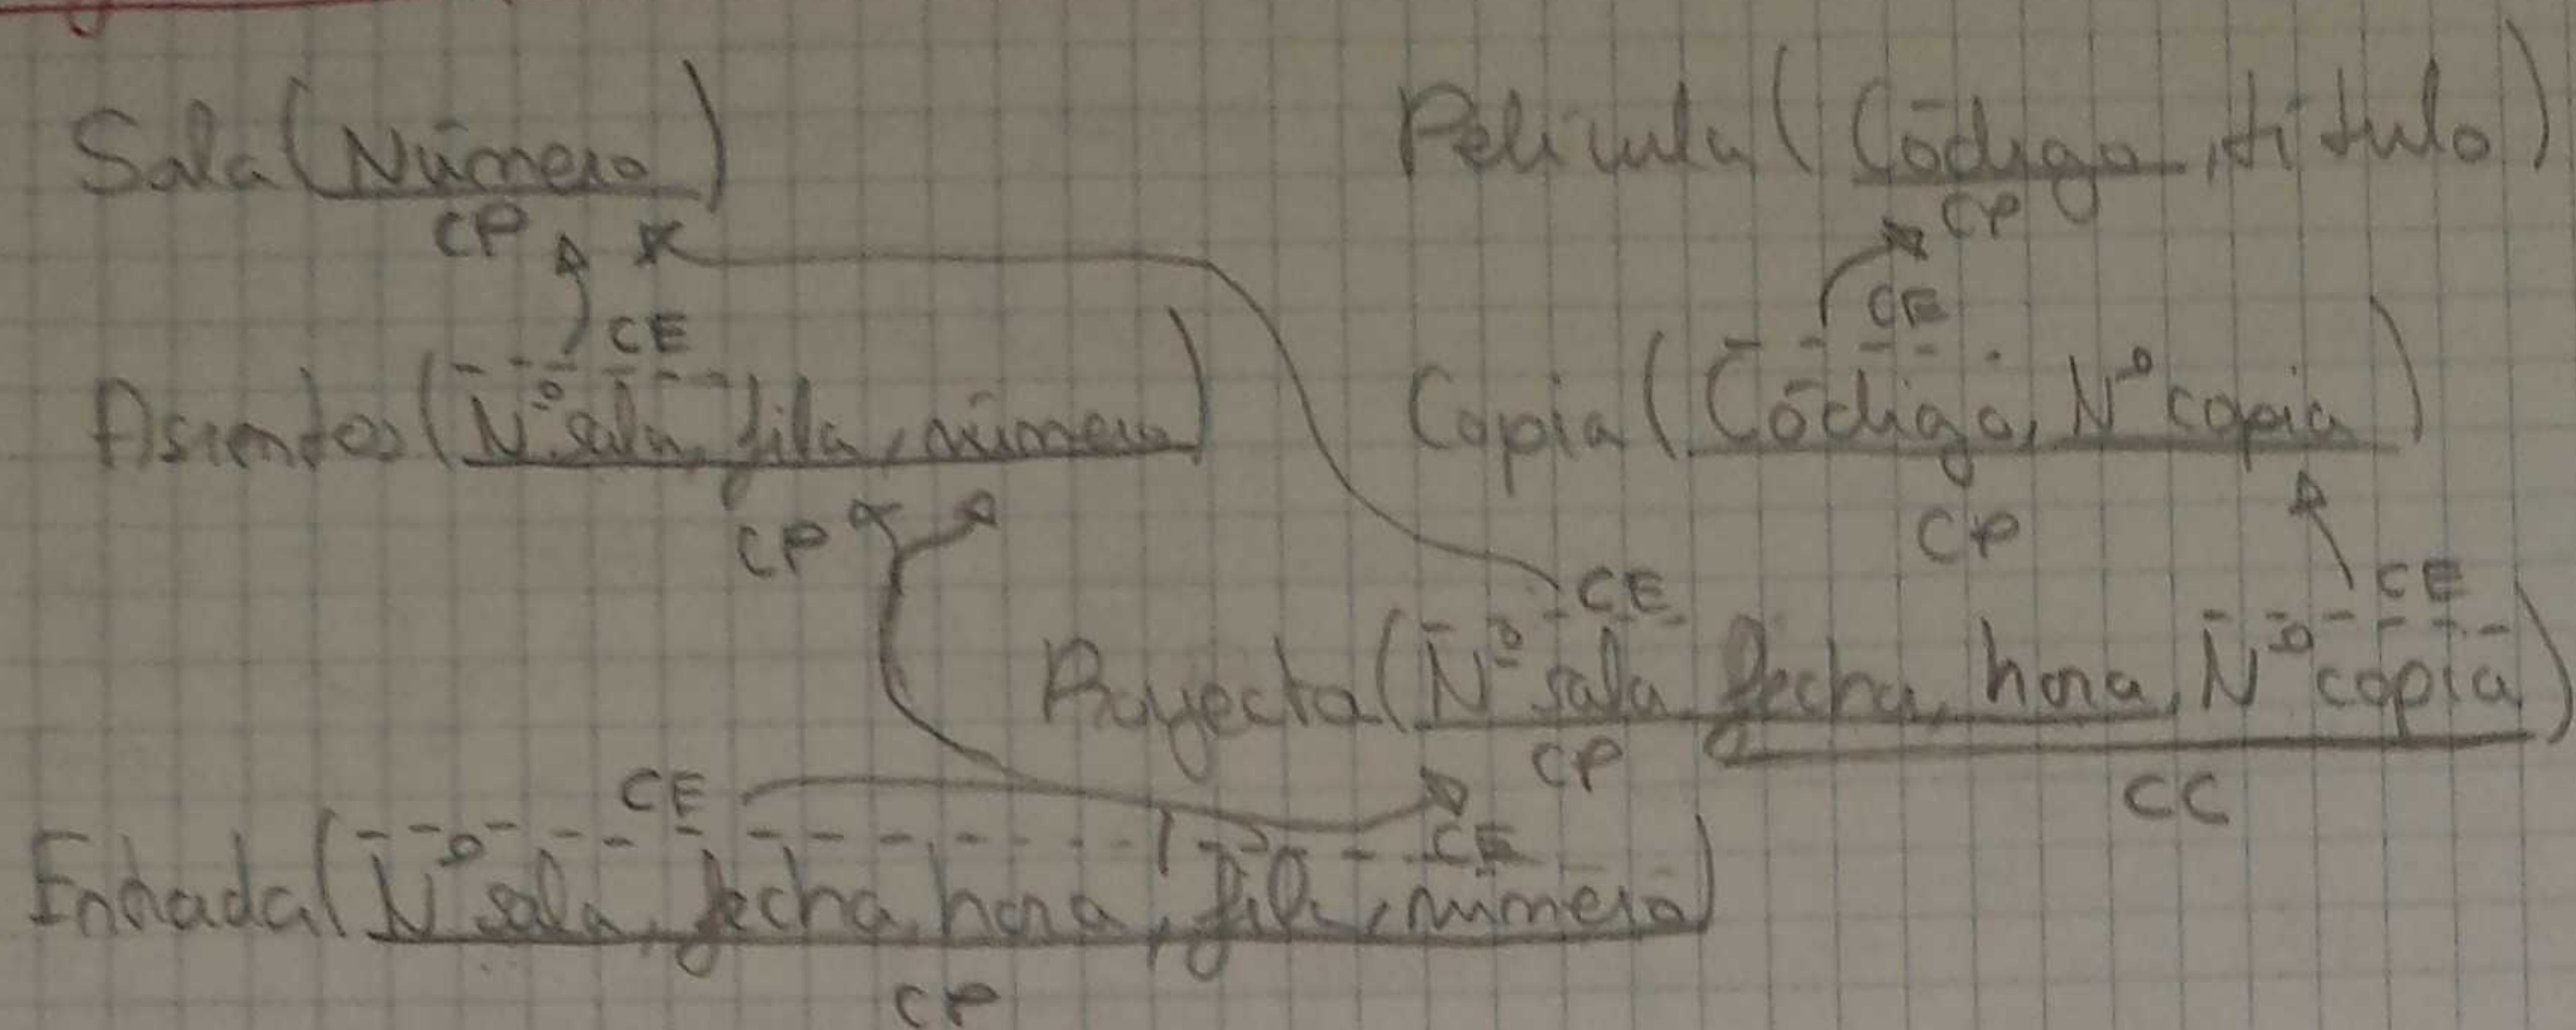 Sala (Número)
CP
Película (Código, título)
CP
CE
Asientos (Nº sala, fila, número)
CP
CE
Copia (Código, Nº copia)
CP
CE CE
Proyecta (Nº sala fecha, hora, Nº copia)
CP
CC
CE CE
Entrada (Nº sala, fecha, hora, fila, número)
CP